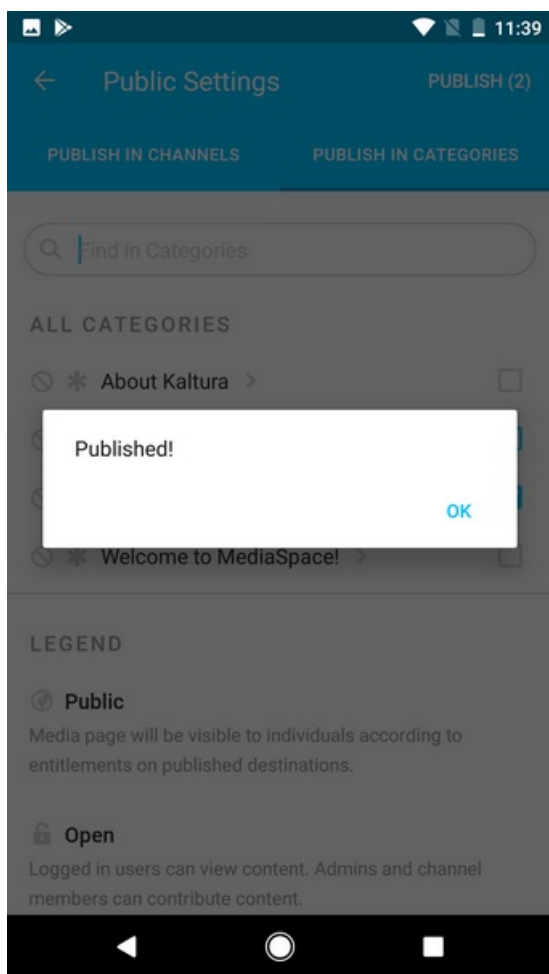 11:39
Public Settings
PUBLISH (2)
PUBLISH IN CHANNELS
PUBLISH IN CATEGORIES
Find in Categories
ALL CATEGORIES
About Kaltura
Published!
OK
Welcome to MediaSpace!
LEGEND
Public
Media page will be visible to individuals according to
entitlements on published destinations.
Open
Logged in users can view content. Admins and channel
members can contribute content.